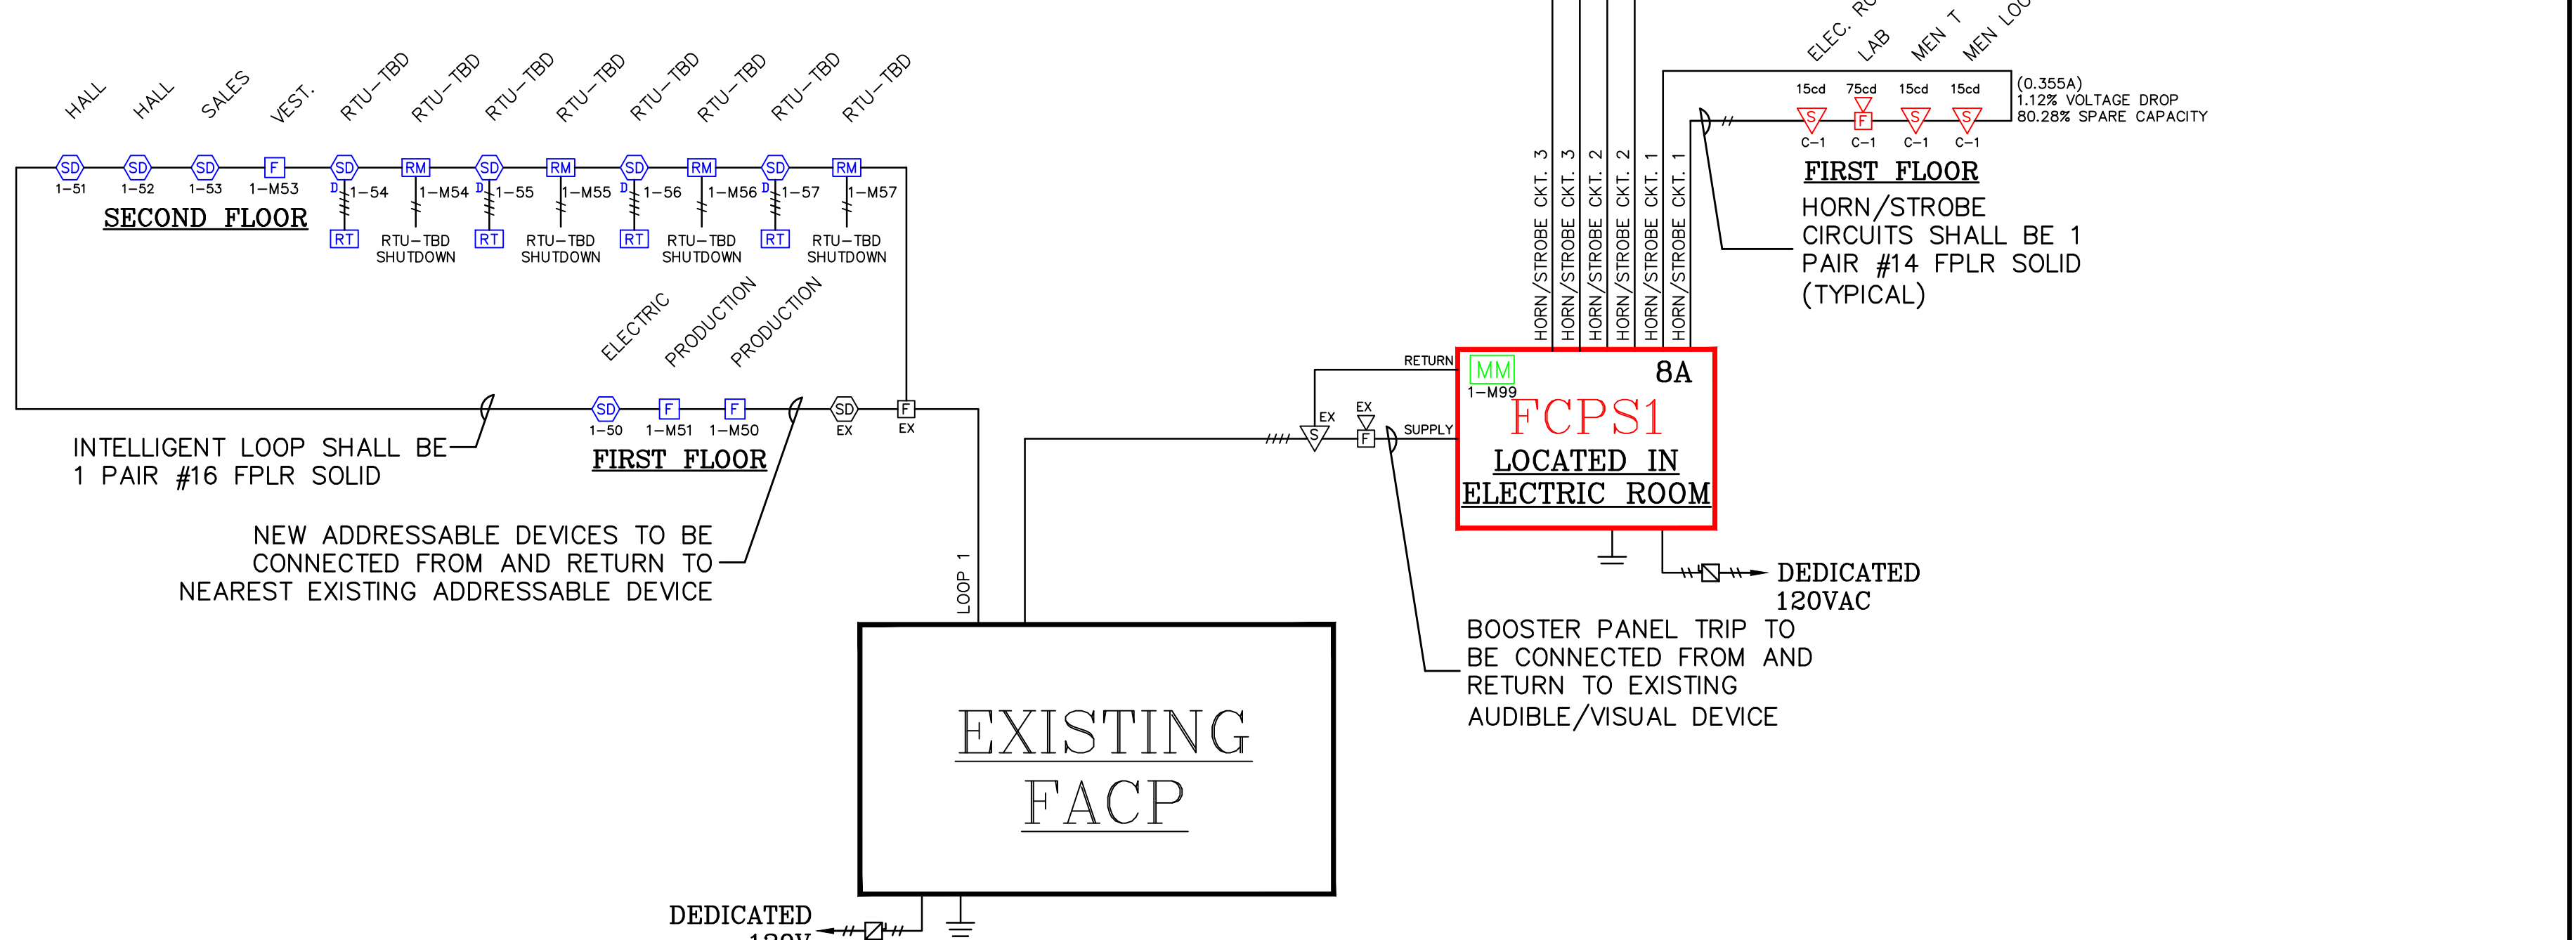 HALL
HALL
SALES
VEST.
RTU-TBD
RTU-TBD
RTU-TBD
RTU-TBD
RTU-TBD
RTU-TBD
RTU-TBD
RTU-TBD
SD
SD
SD
F
SD
RM
SD
RM
SD
RM
SD
RM
1-51
1-52
1-53
1-M53
D
1-54
1-M54
D
1-55
1-M55
D
1-56
1-M56
D
1-57
1-M57
SECOND FLOOR
RT
RTU-TBD
SHUTDOWN
RT
RTU-TBD
SHUTDOWN
RT
RTU-TBD
SHUTDOWN
RT
RTU-TBD
SHUTDOWN
ELECTRIC
PRODUCTION
PRODUCTION
SD
F
F
SD
F
1-50
1-M51
1-M50
EX
EX
FIRST FLOOR
INTELLIGENT LOOP SHALL BE
1 PAIR #16 FPLR SOLID
NEW ADDRESSABLE DEVICES TO BE
CONNECTED FROM AND RETURN TO
NEAREST EXISTING ADDRESSABLE DEVICE
LOOP 1
EXISTING
FACP
DEDICATED
120V
HORN/STROBE CKT. 3
HORN/STROBE CKT. 3
HORN/STROBE CKT. 2
HORN/STROBE CKT. 2
HORN/STROBE CKT. 1
HORN/STROBE CKT. 1
ELEC.
LAB
MEN T
MEN
15cd
75cd
15cd
15cd
S
F
S
S
C-1
C-1
C-1
C-1
(0.355A)
1.12% VOLTAGE DROP
80.28% SPARE CAPACITY
FIRST FLOOR
HORN/STROBE
CIRCUITS SHALL BE 1
PAIR #14 FPLR SOLID
(TYPICAL)
RETURN
SUPPLY
EX
S
EX
F
MM
1-M99
8A
FCPS1
LOCATED IN
ELECTRIC ROOM
DEDICATED
120VAC
BOOSTER PANEL TRIP TO
BE CONNECTED FROM AND
RETURN TO EXISTING
AUDIBLE/VISUAL DEVICE